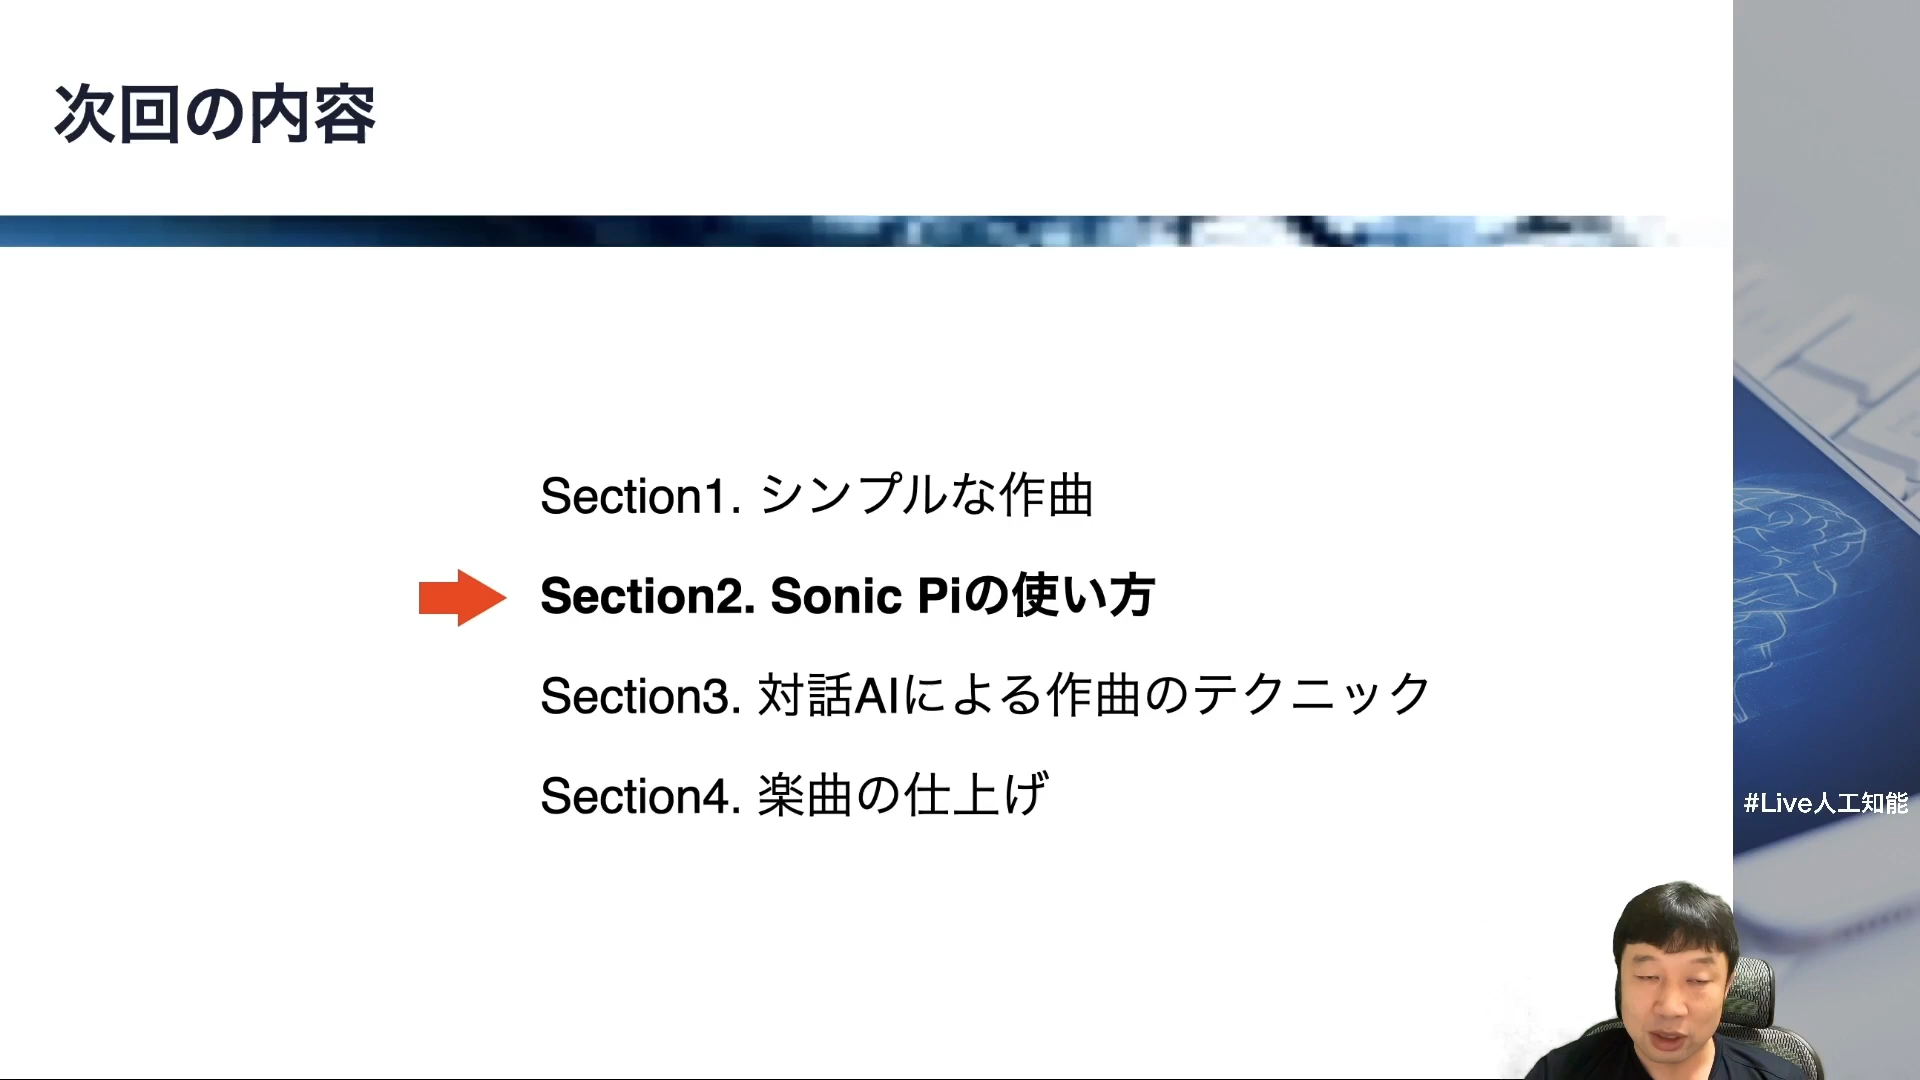 次回の内容
Section1. シンプルな作曲
Section2. Sonic Piの使い方
Section3. 対話AIによる作曲のテクニック
Section4. 楽曲の仕上げ
#Live人工知能